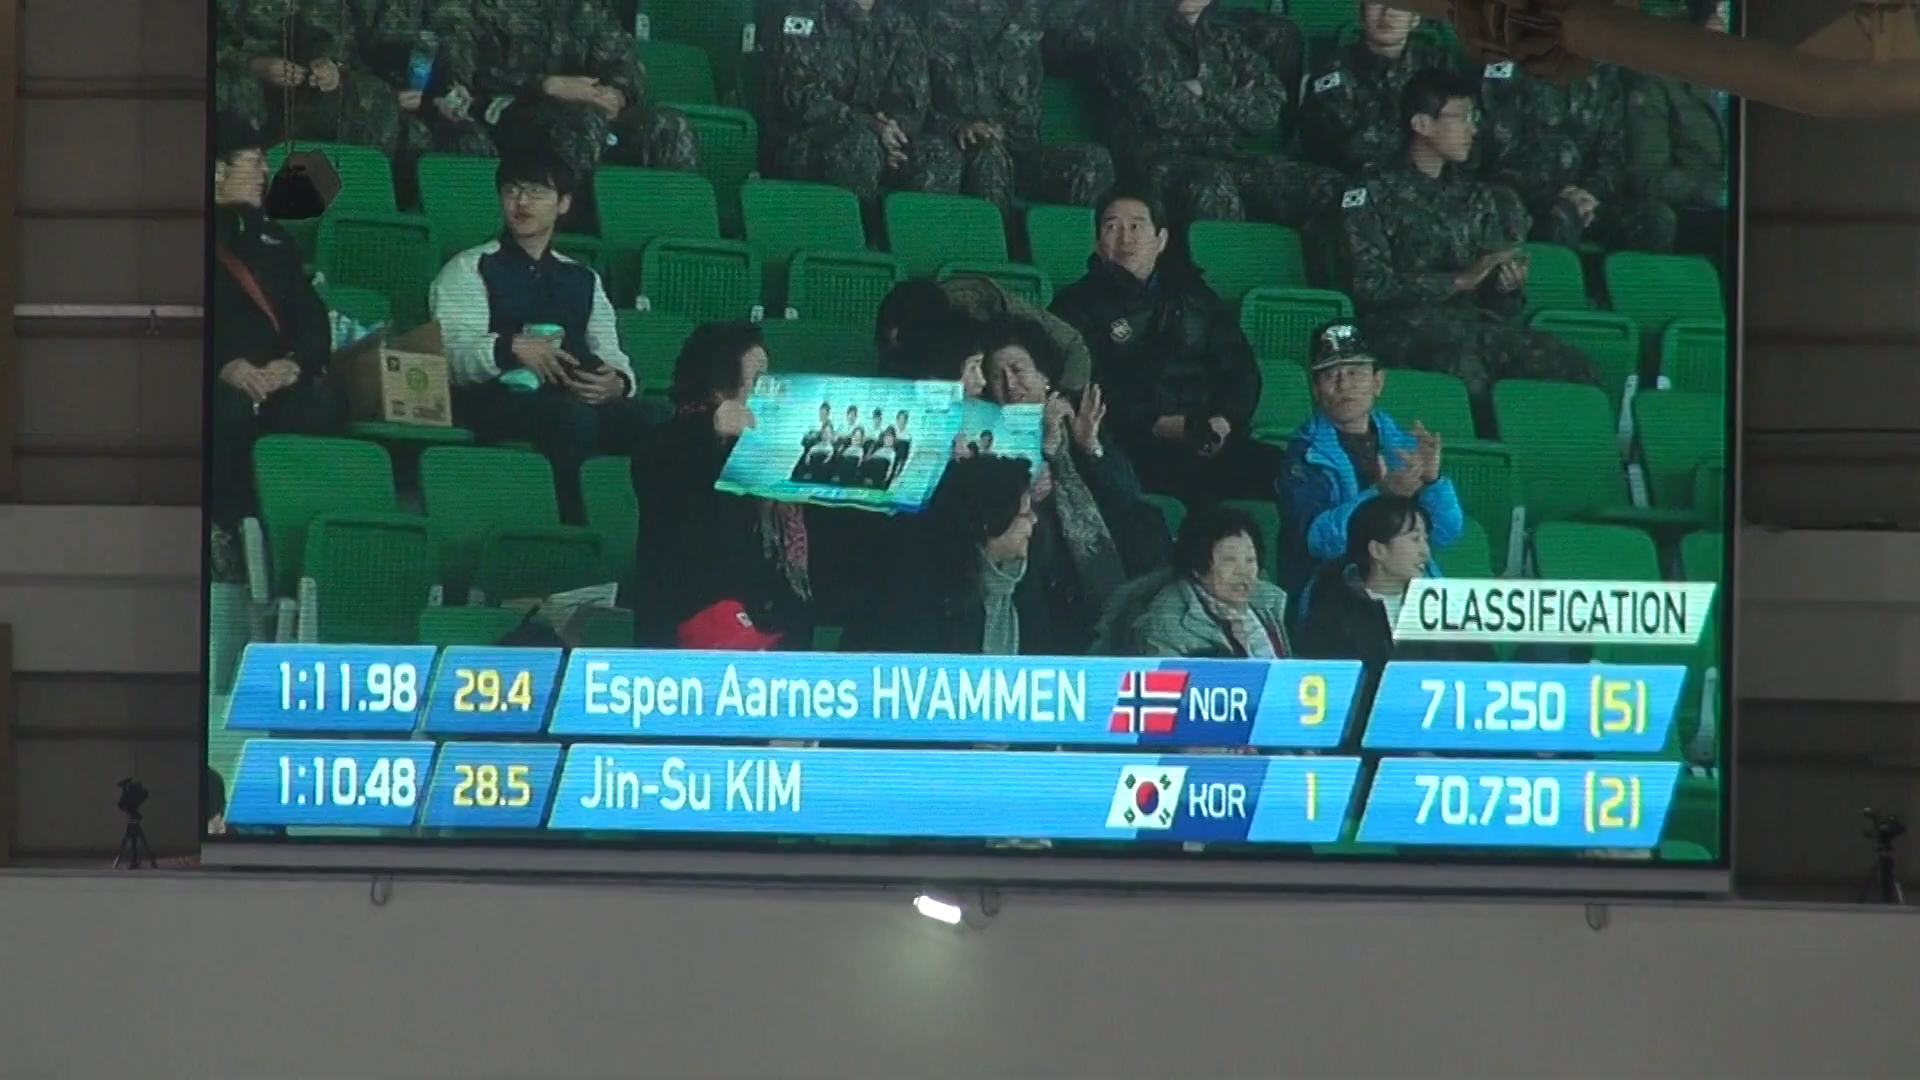 CLASSIFICATION
1:11.98 29.4 Espen Aarnes HVAMMEN NOR 9 71.250 (5)
1:10.48 28.5 Jin-Su KIM KOR 1 70.730 (2)